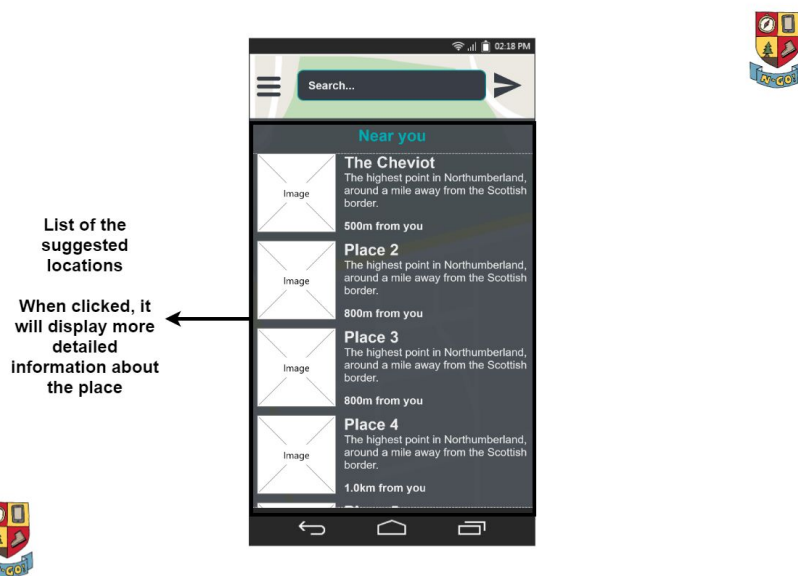 02:18 PM
Search...
Near you
The Cheviot
The highest point in Northumberland,
around a mile away from the Scottish
border.
500m from you
Image
Place 2
The highest point in Northumberland,
around a mile away from the Scottish
border.
800m from you
Image
Place 3
The highest point in Northumberland,
around a mile away from the Scottish
border.
800m from you
Image
Place 4
The highest point in Northumberland,
around a mile away from the Scottish
border.
1.0km from you
Image
List of the
suggested
locations
When clicked, it
will display more
detailed
information about
the place
N-GO!